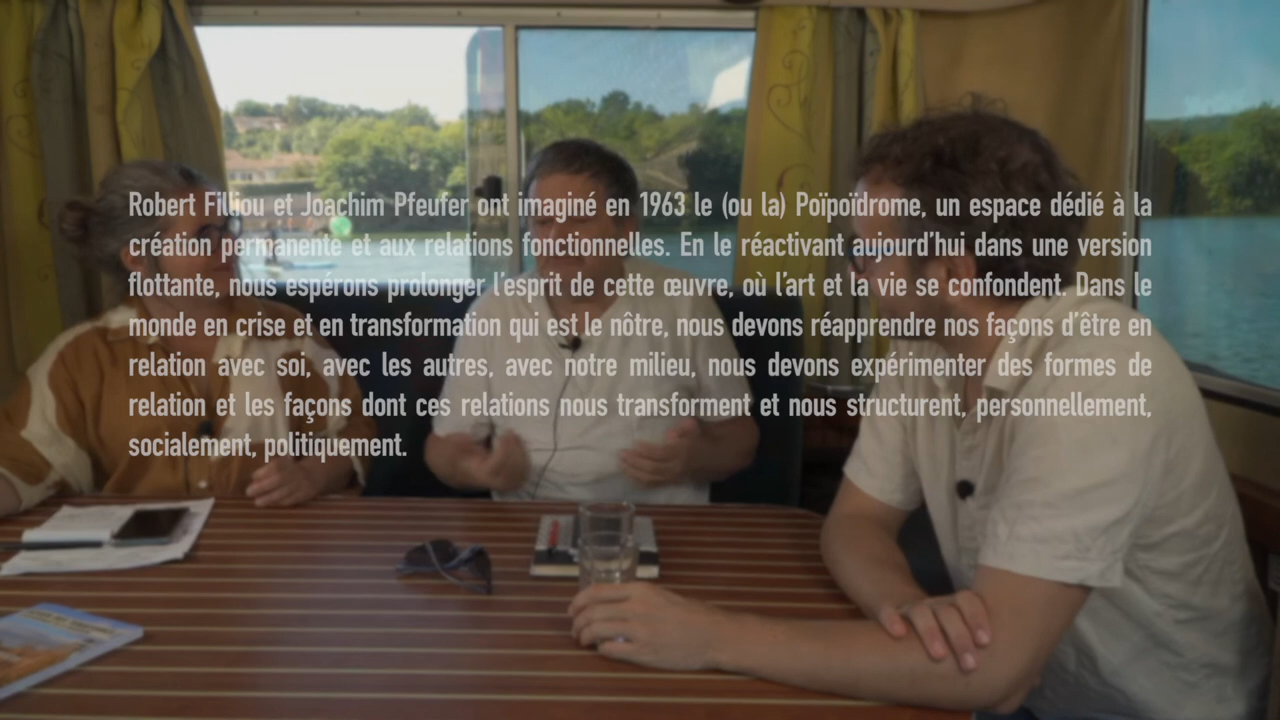 Robert Filliou et Joachim Pfeufer ont imaginé en 1963 le (ou la) Poïpoïdrome, un espace dédié à la
création permanente et aux relations fonctionnelles. En le réactivant aujourd'hui dans une version
flottante, nous espérons prolonger l'esprit de cette œuvre, où l'art et la vie se confondent. Dans le
monde en crise et en transformation qui est le nôtre, nous devons réapprendre nos façons d'être en
relation avec soi, avec les autres, avec notre milieu, nous devons expérimenter des formes de
relation et les façons dont ces relations nous transforment et nous structurent, personnellement,
socialement, politiquement.